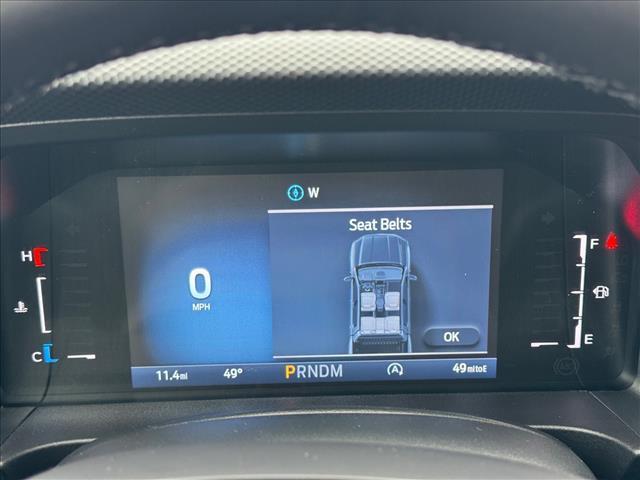 W
Seat Belts
H
F
0
MPH
OK
C
E
11.4mi 49° PRNDM A 49mitoE